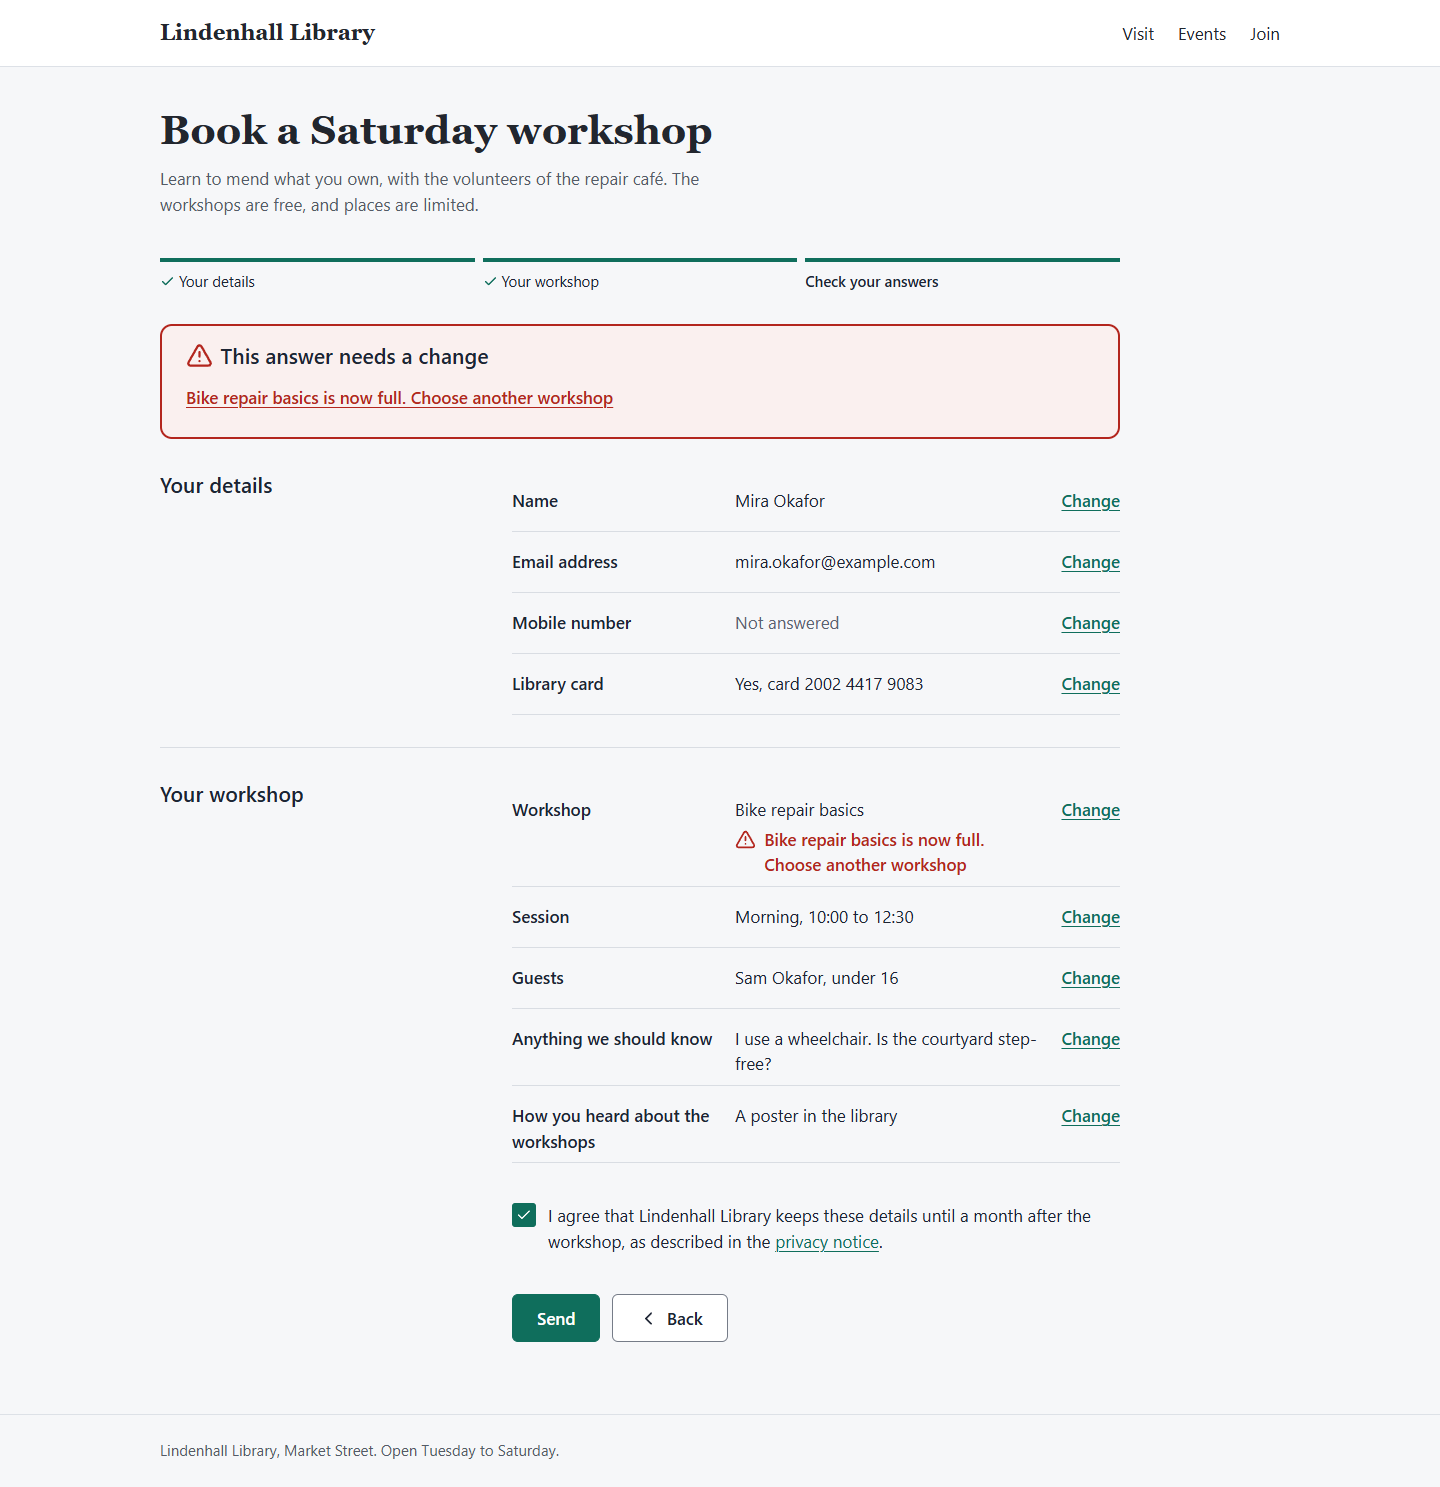 Lindenhall Library
Visit Events Join
Book a Saturday workshop
Learn to mend what you own, with the volunteers of the repair café. The
workshops are free, and places are limited.
Your details
Your workshop
Check your answers
This answer needs a change
Bike repair basics is now full. Choose another workshop
Your details
Name Mira Okafor Change
Email address mira.okafor@example.com Change
Mobile number Not answered Change
Library card Yes, card 2002 4417 9083 Change
Your workshop
Workshop Bike repair basics Change
Bike repair basics is now full.
Choose another workshop
Session Morning, 10:00 to 12:30 Change
Guests Sam Okafor, under 16 Change
Anything we should know I use a wheelchair. Is the courtyard step- Change
free?
How you heard about the A poster in the library Change
workshops
I agree that Lindenhall Library keeps these details until a month after the
workshop, as described in the privacy notice.
Send Back
Lindenhall Library, Market Street. Open Tuesday to Saturday.